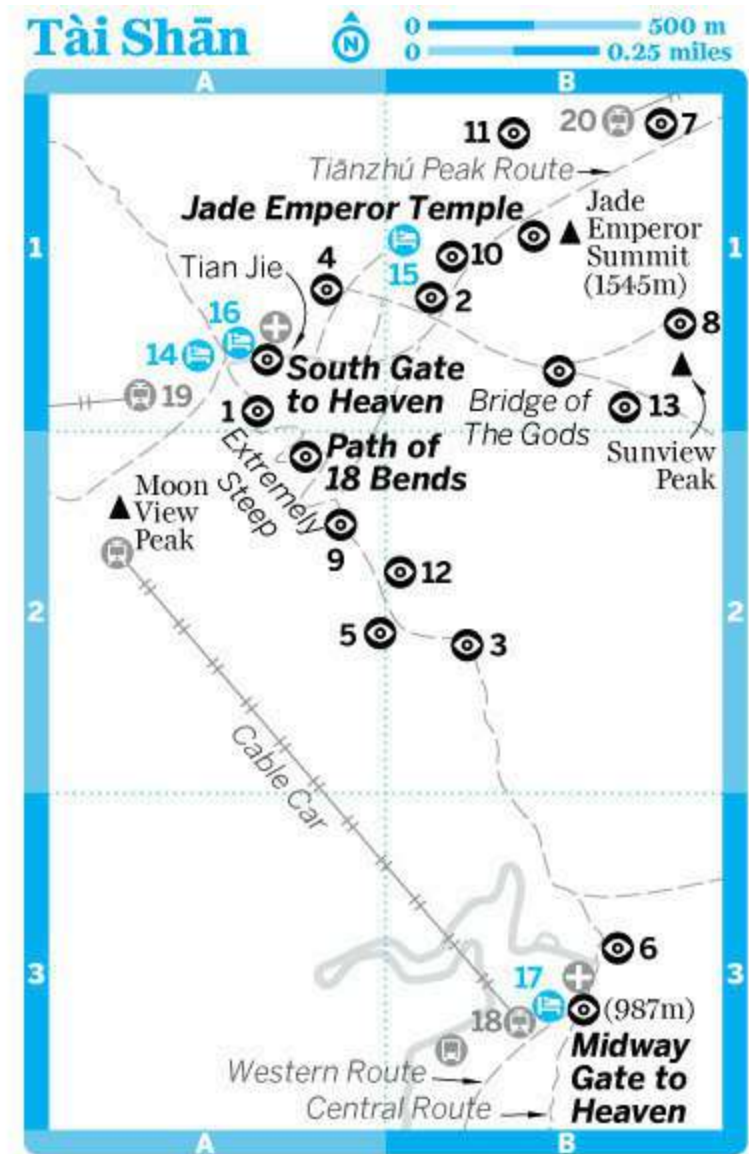 Tài Shān
N
0 500 m
0 0.25 miles
A B
20 7
11
Tiānzhú Peak Route
Jade Emperor Temple
Jade
Emperor
Summit
(1545m)
1 1
4
10
15
2
Tian Jie
16
14
8
South Gate
to Heaven
19
1
Bridge of
The Gods
13
Sunview
Peak
Extremely
Steep
Path of
18 Bends
Moon
View
Peak
9
12
2 2
5
3
Cable Car
6
3 3
17
(987m)
18
Midway
Gate to
Heaven
Western Route
Central Route
A B